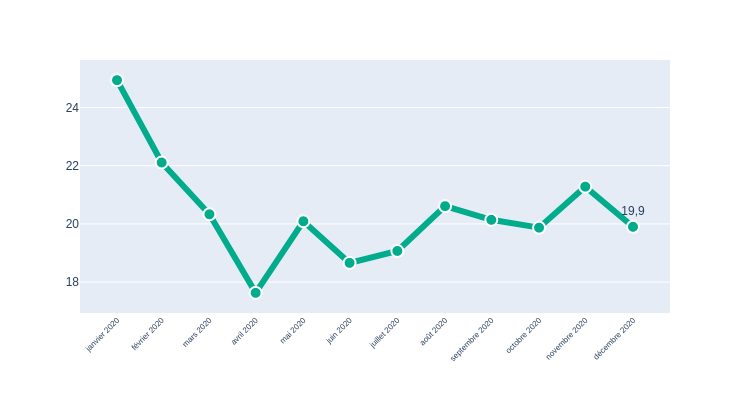 24
22
20
18
19,9
janvier 2020
février 2020
mars 2020
avril 2020
mai 2020
juin 2020
juillet 2020
août 2020
septembre 2020
octobre 2020
novembre 2020
décembre 2020